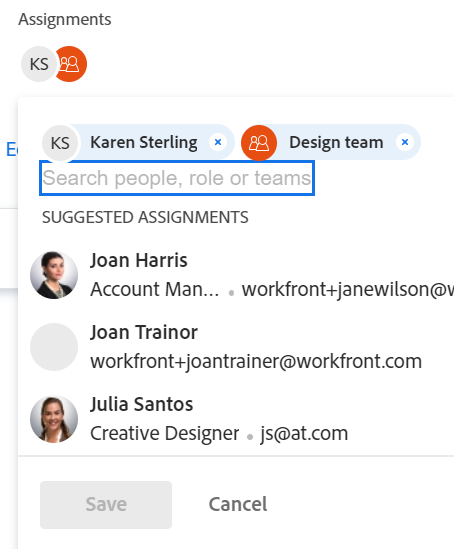 Assignments
KS
KS Karen Sterling × Design team ×
Search people, role or teams
SUGGESTED ASSIGNMENTS
Joan Harris
Account Man... • workfront+janewilson@w
Joan Trainor
workfront+joantrainer@workfront.com
Julia Santos
Creative Designer • js@at.com
Save Cancel